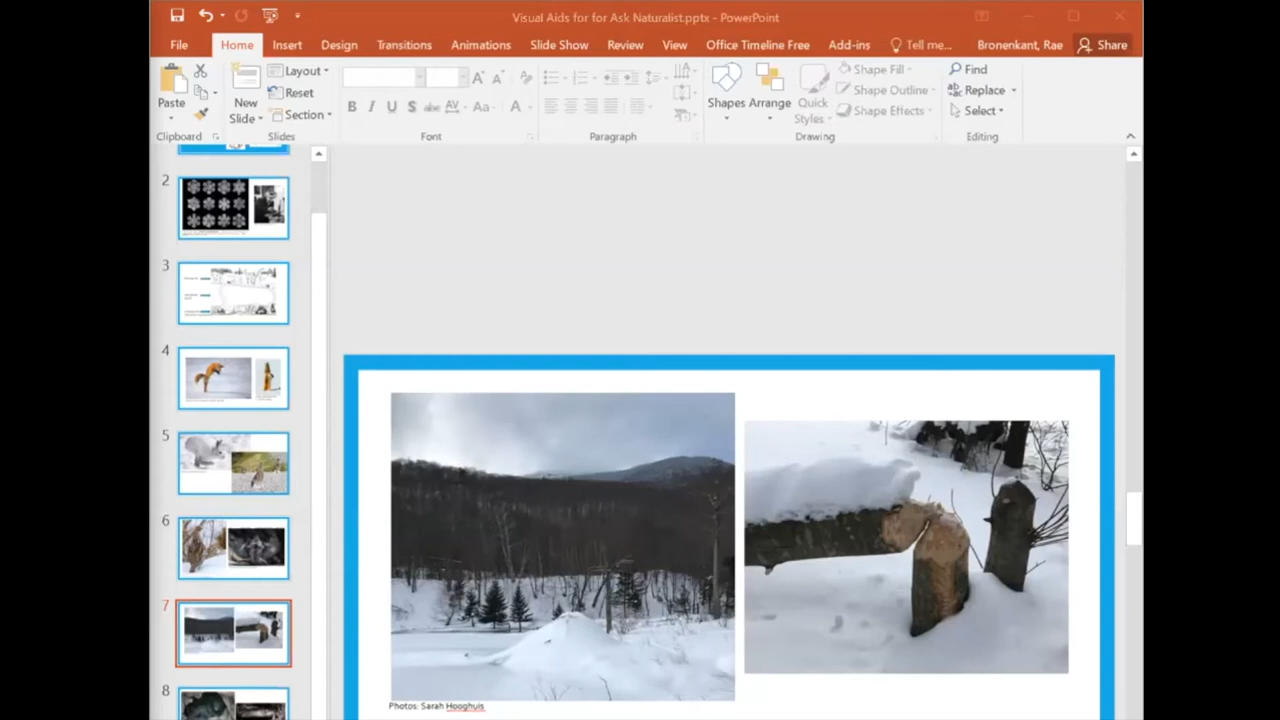 Visual Aids for for Ask Naturalist.pptx - PowerPoint
File Home Insert Design Transitions Animations Slide Show Review View Office Timeline Free Add-ins Tell me... Bronenkant, Rae Share
Paste
Clipboard
New Slide
Layout
Reset
Section
Slides
B I U S abc AV Aa A
Font
Paragraph
Shapes
Arrange
Quick Styles
Shape Fill
Shape Outline
Shape Effects
Drawing
Find
Replace
Select
Editing
2
3
4
5
6
7
8
Photos: Sarah Hooghuis